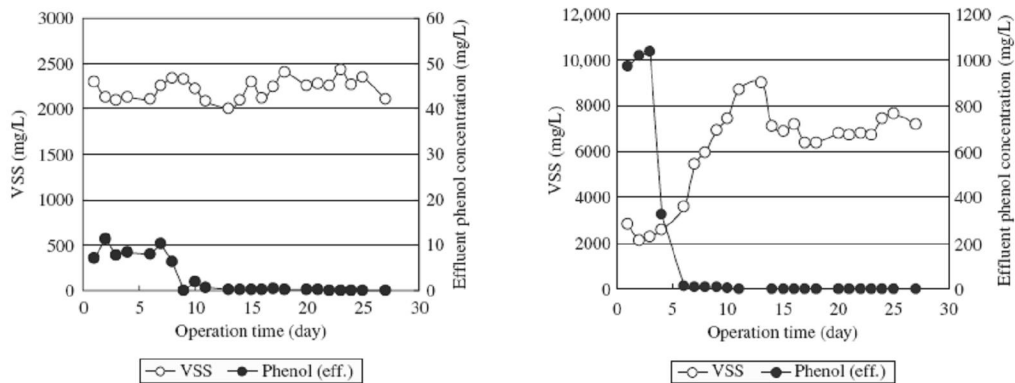 3000
2500
2000
1500
1000
500
0
VSS (mg/L)
60
50
40
30
20
10
0
Effluent phenol concentration (mg/L)
0 5 10 15 20 25 30
Operation time (day)
VSS Phenol (eff.)
12,000
10,000
8000
6000
4000
2000
0
VSS (mg/L)
1200
1000
800
600
400
200
0
Effluent phenol concentration (mg/L)
0 5 10 15 20 25 30
Operation time (day)
VSS Phenol (eff.)